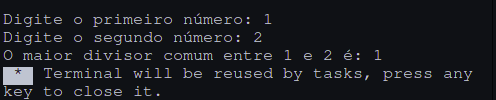 Digite o primeiro número: 1
Digite o segundo número: 2
O maior divisor comum entre 1 e 2 é: 1
 *  Terminal will be reused by tasks, press any
key to close it.